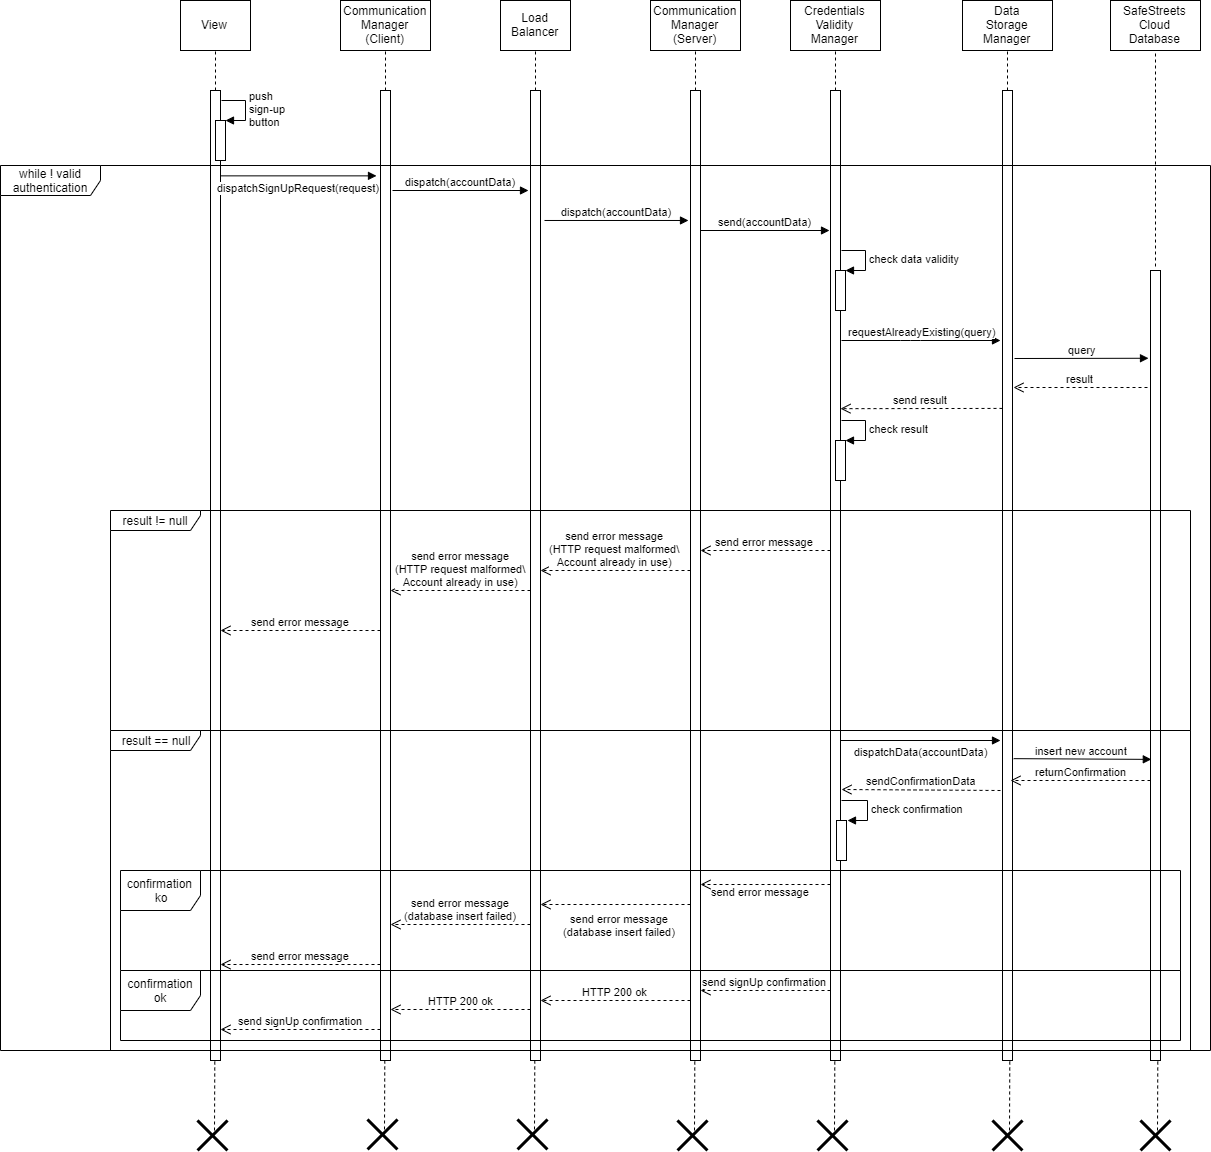 View
Communication
Manager
(Client)
Load
Balancer
Communication
Manager
(Server)
Credentials
Validity
Manager
Data
Storage
Manager
SafeStreets
Cloud
Database
push
sign-up
button
while ! valid
authentication
dispatchSignUpRequest(request)
dispatch(accountData)
dispatch(accountData)
send(accountData)
check data validity
requestAlreadyExisting(query)
query
result
send result
check result
result != null
send error message
send error message
(HTTP request malformed\
Account already in use)
send error message
(HTTP request malformed\
Account already in use)
send error message
result == null
dispatchData(accountData)
insert new account
returnConfirmation
sendConfirmationData
check confirmation
confirmation
ko
send error message
send error message
(database insert failed)
send error message
(database insert failed)
send error message
confirmation
ok
send signUp confirmation
HTTP 200 ok
HTTP 200 ok
send signUp confirmation